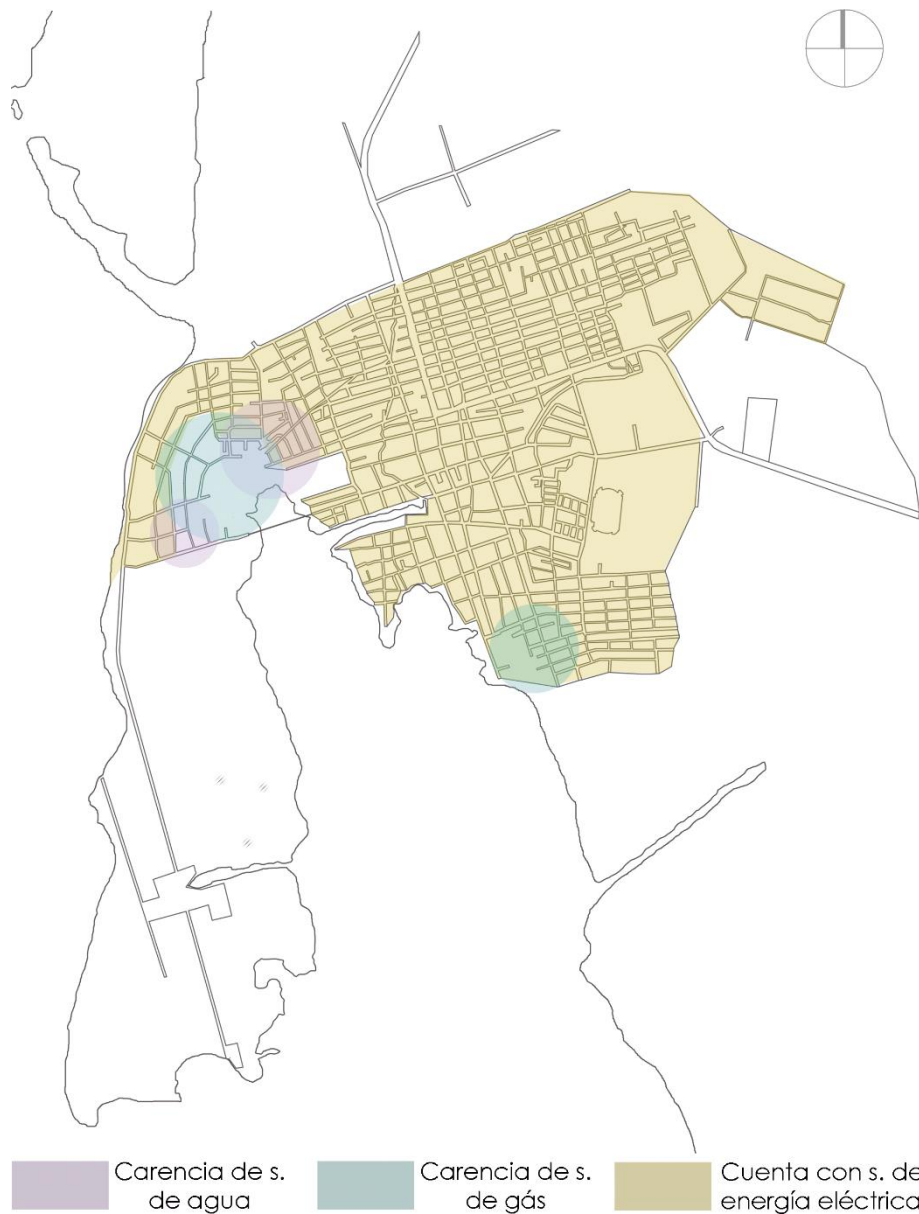 Carencia de s.
de agua
Carencia de s.
de gás
Cuenta con s. de
energía eléctrica